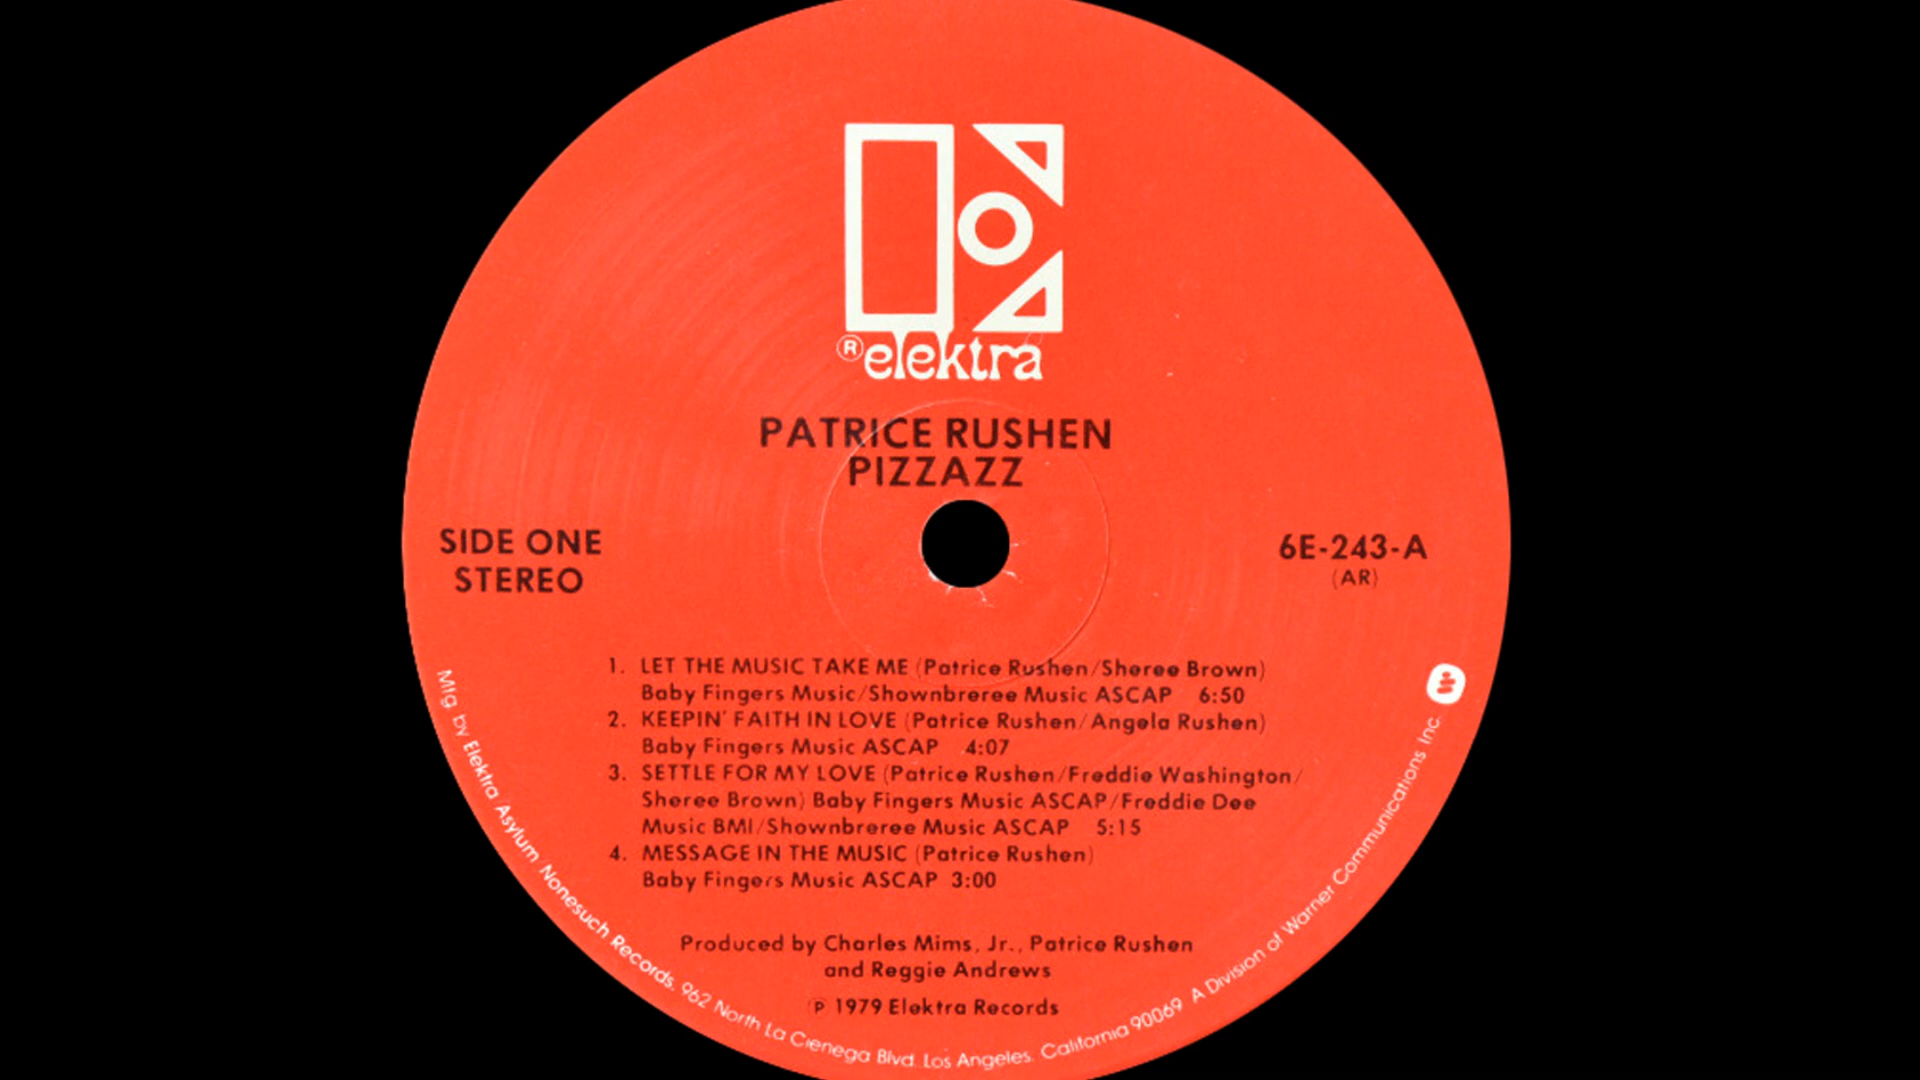 ® elektra
PATRICE RUSHEN
PIZZAZZ
SIDE ONE
STEREO
6E-243-A
(AR)
1. LET THE MUSIC TAKE ME (Patrice Rushen/Sheree Brown)
Baby Fingers Music/Shownbreree Music ASCAP 6:50
2. KEEPIN' FAITH IN LOVE (Patrice Rushen/Angela Rushen)
Baby Fingers Music ASCAP 4:07
3. SETTLE FOR MY LOVE (Patrice Rushen/Freddie Washington/
Sheree Brown) Baby Fingers Music ASCAP/Freddie Dee
Music BMI/Shownbreree Music ASCAP 5:15
4. MESSAGE IN THE MUSIC (Patrice Rushen)
Baby Fingers Music ASCAP 3:00
Produced by Charles Mims, Jr., Patrice Rushen
and Reggie Andrews
℗ 1979 Elektra Records
Mfg by Elektra Asylum Nonesuch Records, 962 North La Cienega Blvd. Los Angeles, California 90069 A Division of Warner Communications Inc.